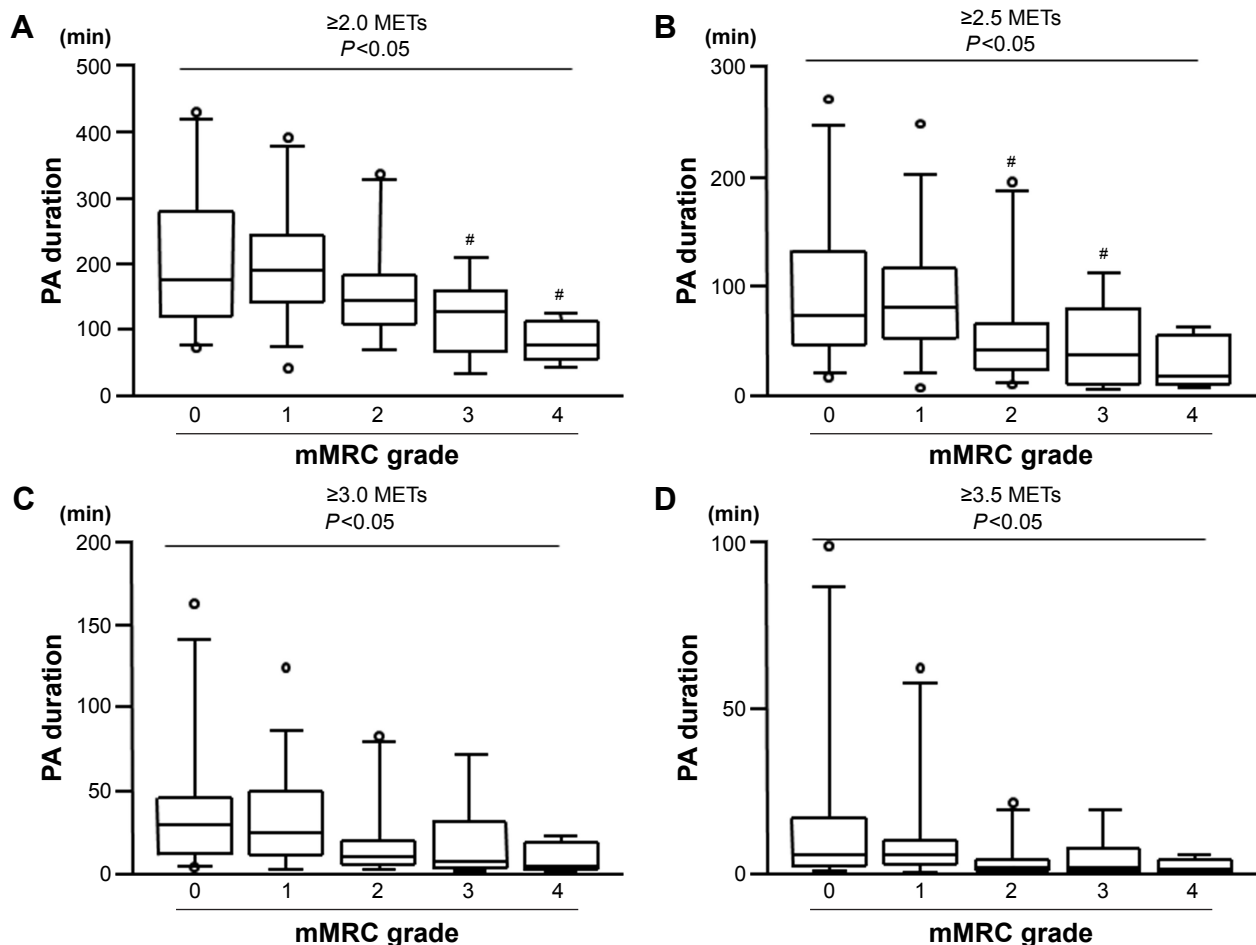 A
(min)
≥2.0 METs
P<0.05
500
400
300
200
100
0
PA duration
#
#
0 1 2 3 4
mMRC grade
B
(min)
≥2.5 METs
P<0.05
300
200
100
0
PA duration
#
#
0 1 2 3 4
mMRC grade
C
(min)
≥3.0 METs
P<0.05
200
150
100
50
0
PA duration
0 1 2 3 4
mMRC grade
D
(min)
≥3.5 METs
P<0.05
100
50
0
PA duration
0 1 2 3 4
mMRC grade